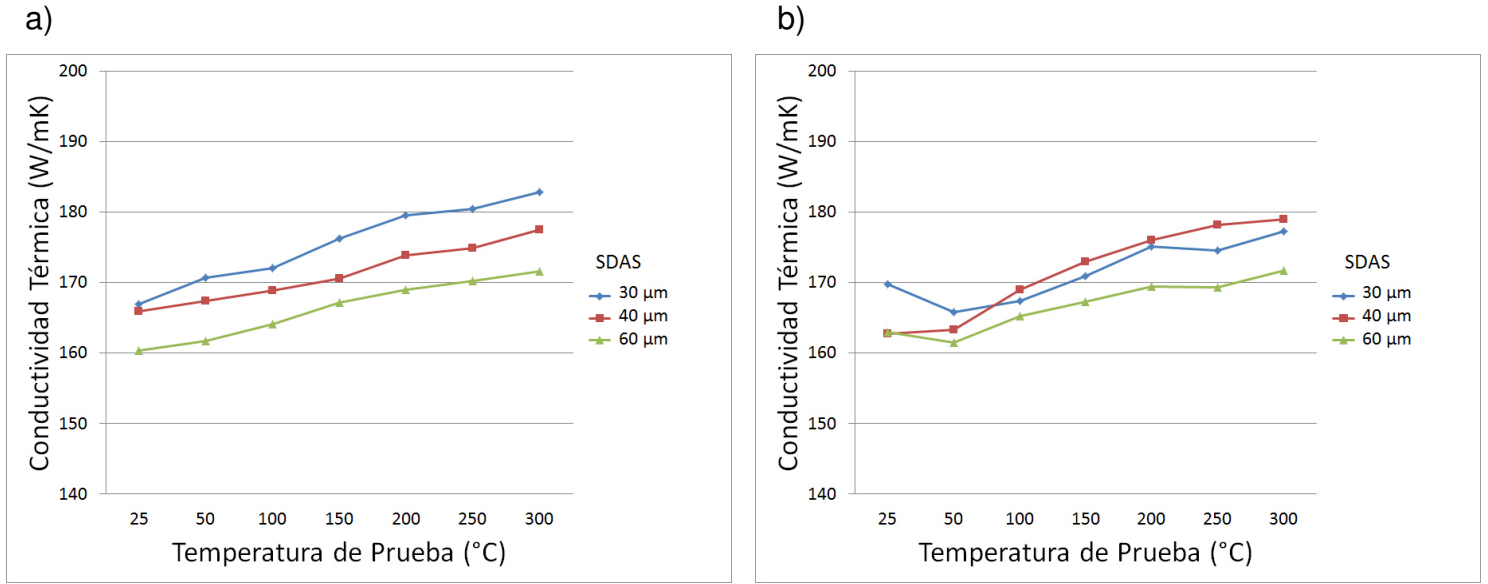 a)
200
190
180
170
160
150
140
Conductividad Térmica (W/mK)
25 50 100 150 200 250 300
Temperatura de Prueba (°C)
SDAS
30 µm
40 µm
60 µm
b)
200
190
180
170
160
150
140
Conductividad Térmica (W/mK)
25 50 100 150 200 250 300
Temperatura de Prueba (°C)
SDAS
30 µm
40 µm
60 µm